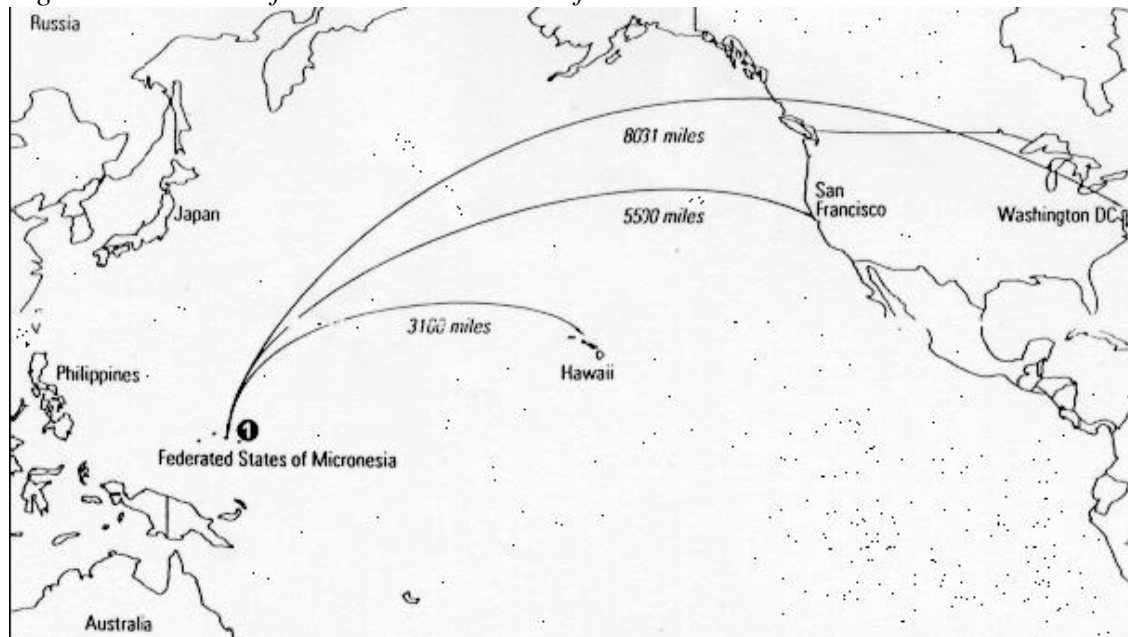 Russia
8031 miles
San
Francisco
Japan
5500 miles
Washington DC
3100 miles
Philippines
Hawaii
1
Federated States of Micronesia
Australia